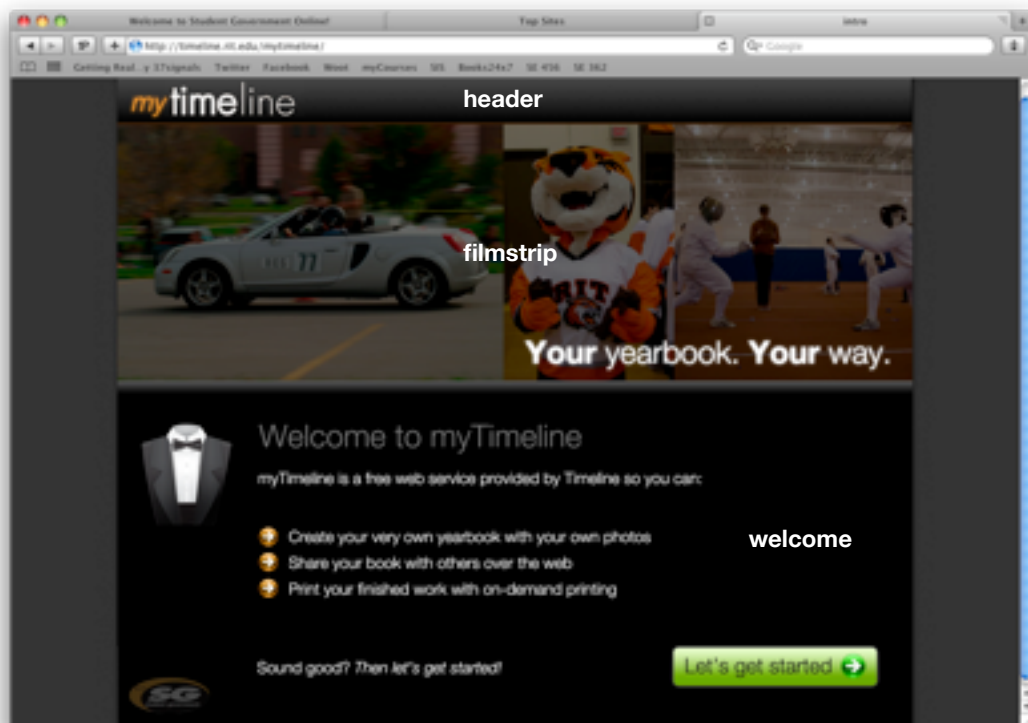 Welcome to Student Government Online!
Top Sites
intro
http://timeline.rit.edu/mytimeline/
Google
Getting Real...y 37signals Twitter Facebook Woot myCourses SIS Books24x7 SE 456 SE 362
mytimeline
header
77
filmstrip
RIT
Your yearbook. Your way.
Welcome to myTimeline
myTimeline is a free web service provided by Timeline so you can:
Create your very own yearbook with your own photos
welcome
Share your book with others over the web
Print your finished work with on-demand printing
Sound good? Then let's get started!
Let's get started
SG